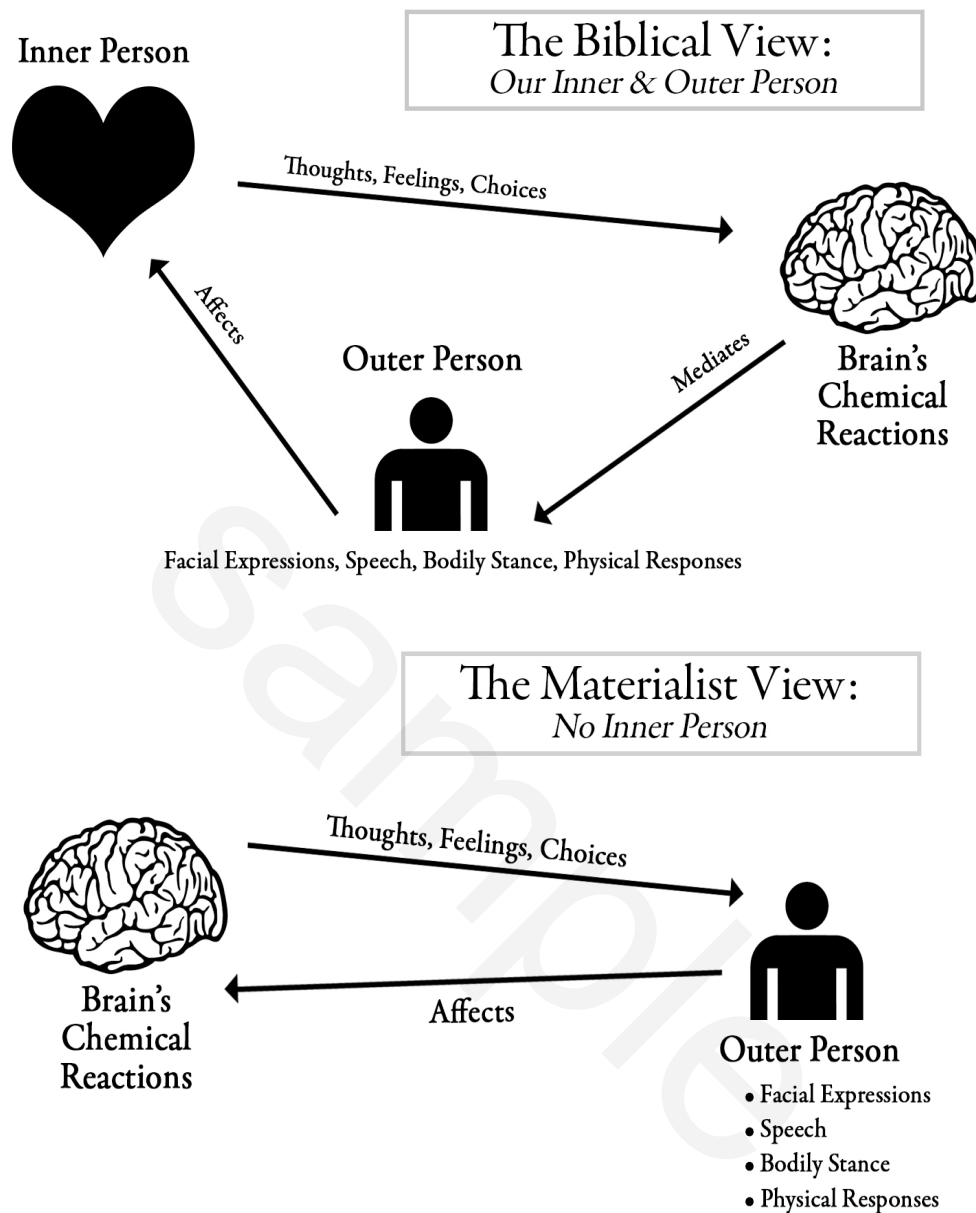 Inner Person
The Biblical View:
Our Inner & Outer Person
Thoughts, Feelings, Choices
Affects
Outer Person
Mediates
Brain's
Chemical
Reactions
Facial Expressions, Speech, Bodily Stance, Physical Responses
sample
The Materialist View:
No Inner Person
Thoughts, Feelings, Choices
Brain's
Chemical
Reactions
Affects
Outer Person
• Facial Expressions
• Speech
• Bodily Stance
• Physical Responses